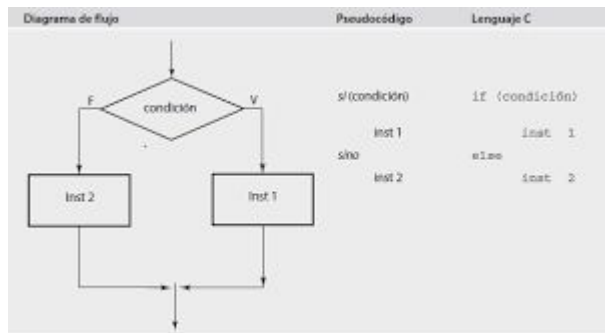 Diagrama de flujo Pseudocódigo Lenguaje C
F condición V
si (condición) if (condición)
inst 1 inst 1
sino else
inst 2 inst 2
Inst 2 Inst 1